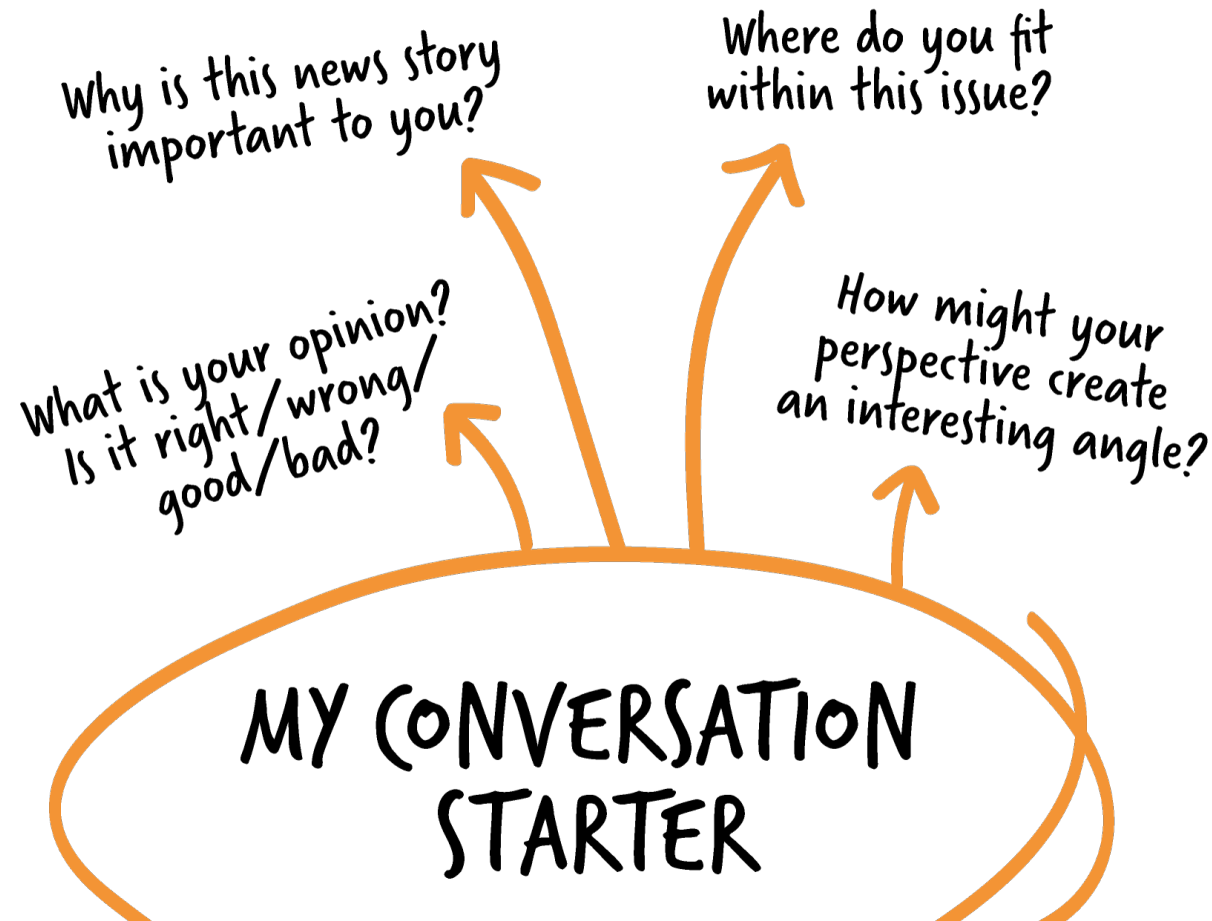 Why is this news story
important to you?
Where do you fit
within this issue?
What is your opinion?
Is it right/wrong/
good/bad?
How might your
perspective create
an interesting angle?
MY CONVERSATION
STARTER